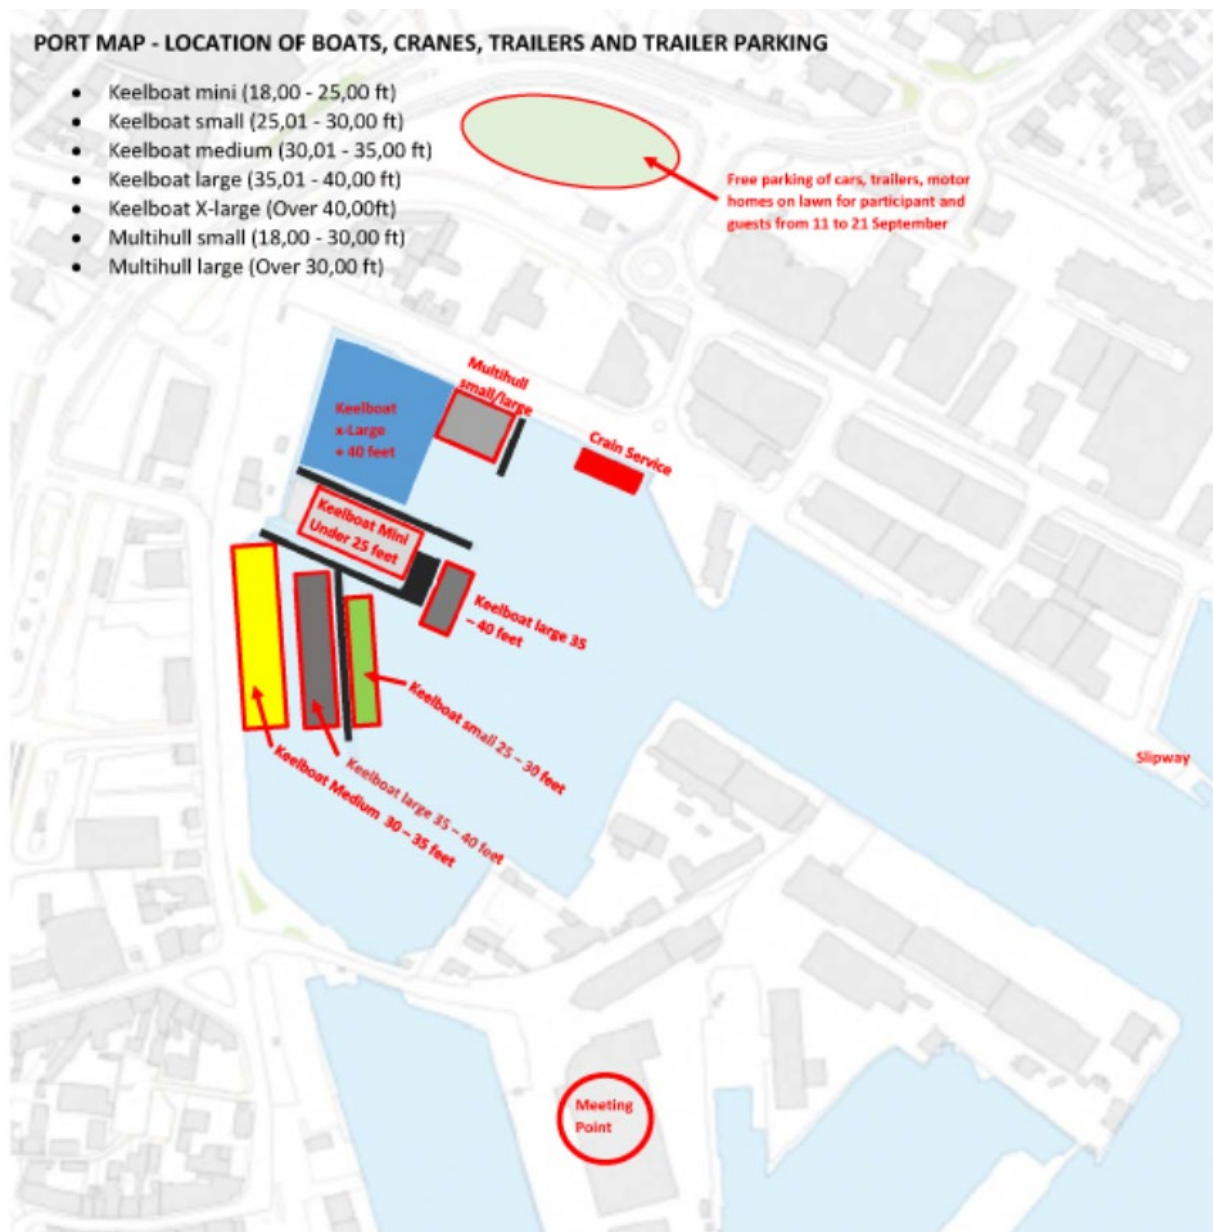 PORT MAP - LOCATION OF BOATS, CRANES, TRAILERS AND TRAILER PARKING
• Keelboat mini (18,00 - 25,00 ft)
• Keelboat small (25,01 - 30,00 ft)
• Keelboat medium (30,01 - 35,00 ft)
• Keelboat large (35,01 - 40,00 ft)
• Keelboat X-large (Over 40,00ft)
• Multihull small (18,00 - 30,00 ft)
• Multihull large (Over 30,00 ft)
Free parking of cars, trailers, motor
homes on lawn for participant and
guests from 11 to 21 September
Multihull
small/large
Keelboat
x-Large
+ 40 feet
Crain Service
Keelboat Mini
Under 25 feet
Keelboat large 35
– 40 feet
Keelboat small 25 – 30 feet
Keelboat large 35 – 40 feet
Keelboat Medium 30 – 35 feet
Slipway
Meeting
Point